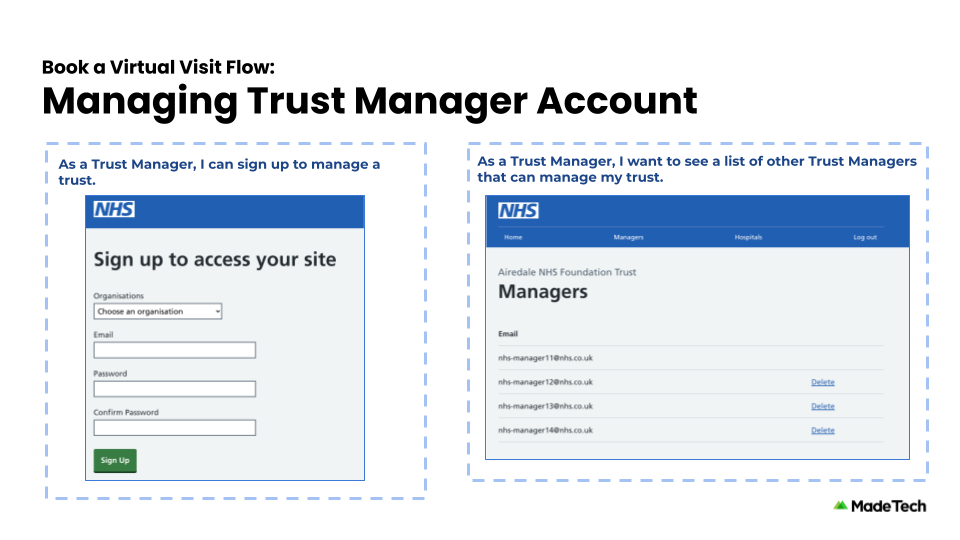 Book a Virtual Visit Flow:
Managing Trust Manager Account
As a Trust Manager, I can sign up to manage a
trust.
NHS
Sign up to access your site
Organisations
Choose an organisation
Email
Password
Confirm Password
Sign Up
As a Trust Manager, I want to see a list of other Trust Managers
that can manage my trust.
NHS
Home Managers Hospitals Log out
Airedale NHS Foundation Trust
Managers
Email
nhs-manager11@nhs.co.uk
nhs-manager12@nhs.co.uk Delete
nhs-manager13@nhs.co.uk Delete
nhs-manager14@nhs.co.uk Delete
MadeTech